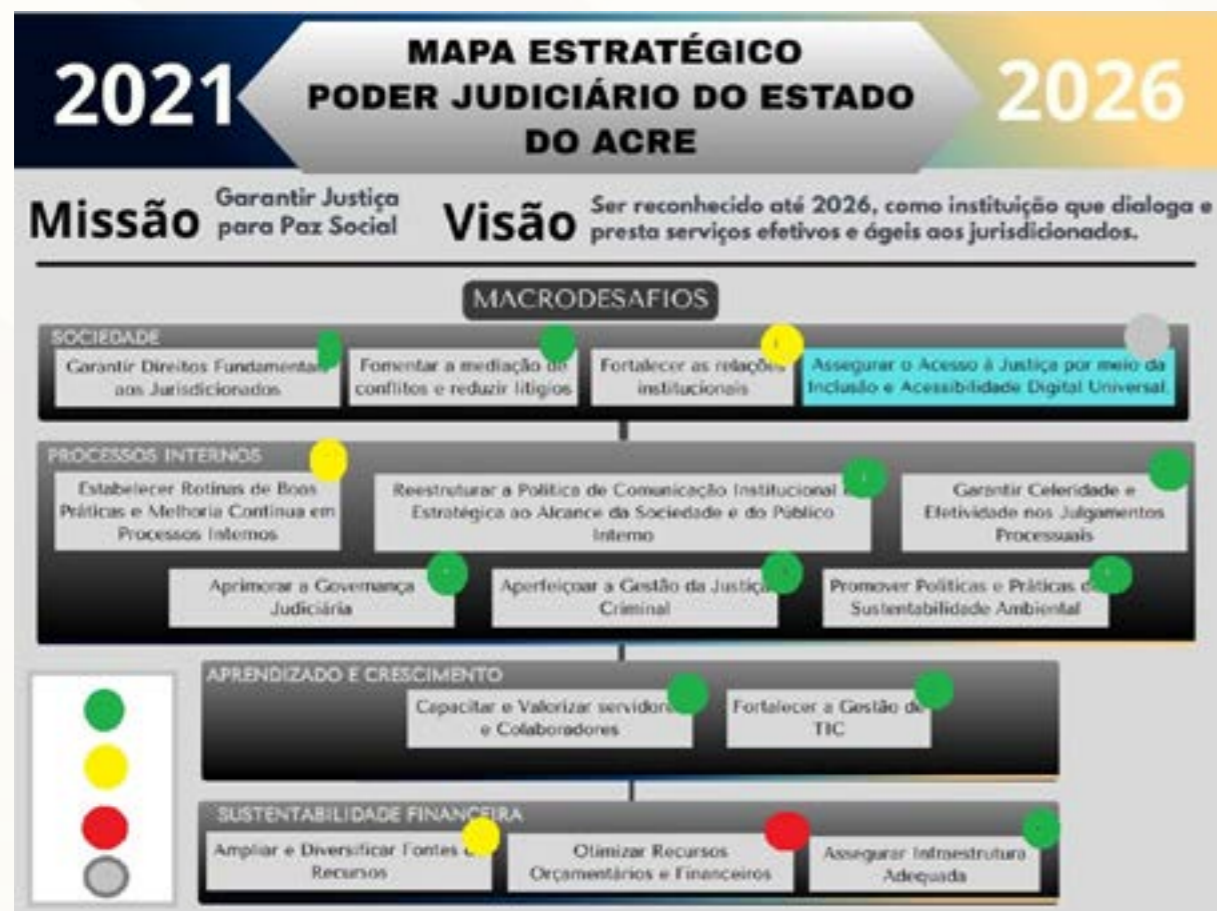 2021
MAPA ESTRATÉGICO
PODER JUDICIÁRIO DO ESTADO
DO ACRE
2026
Missão
Garantir Justiça
para Paz Social
Visão
Ser reconhecido até 2026, como instituição que dialoga e
presta serviços efetivos e ágeis aos jurisdicionados.
MACRODESAFIOS
SOCIEDADE
Garantir Direitos Fundamentais
aos Jurisdicionados
Fomentar a mediação de
conflitos e reduzir litígios
Fortalecer as relações
institucionais
Assegurar o Acesso à Justiça por meio da
Inclusão e Acessibilidade Digital Universal.
PROCESSOS INTERNOS
Estabelecer Rotinas de Boas
Práticas e Melhoria Contínua em
Processos Internos
Reestruturar a Política de Comunicação Institucional
Estratégica ao Alcance da Sociedade e do Público
Interno
Garantir Celeridade e
Efetividade nos Julgamentos
Processuais
Aprimorar a Governança
Judiciária
Aperfeiçoar a Gestão da Justiça
Criminal
Promover Políticas e Práticas
Sustentabilidade Ambiental
APRENDIZADO E CRESCIMENTO
Capacitar e Valorizar servidores
e Colaboradores
Fortalecer a Gestão de
TIC
SUSTENTABILIDADE FINANCEIRA
Ampliar e Diversificar Fontes
Recursos
Otimizar Recursos
Orçamentários e Financeiros
Assegurar Infraestrutura
Adequada